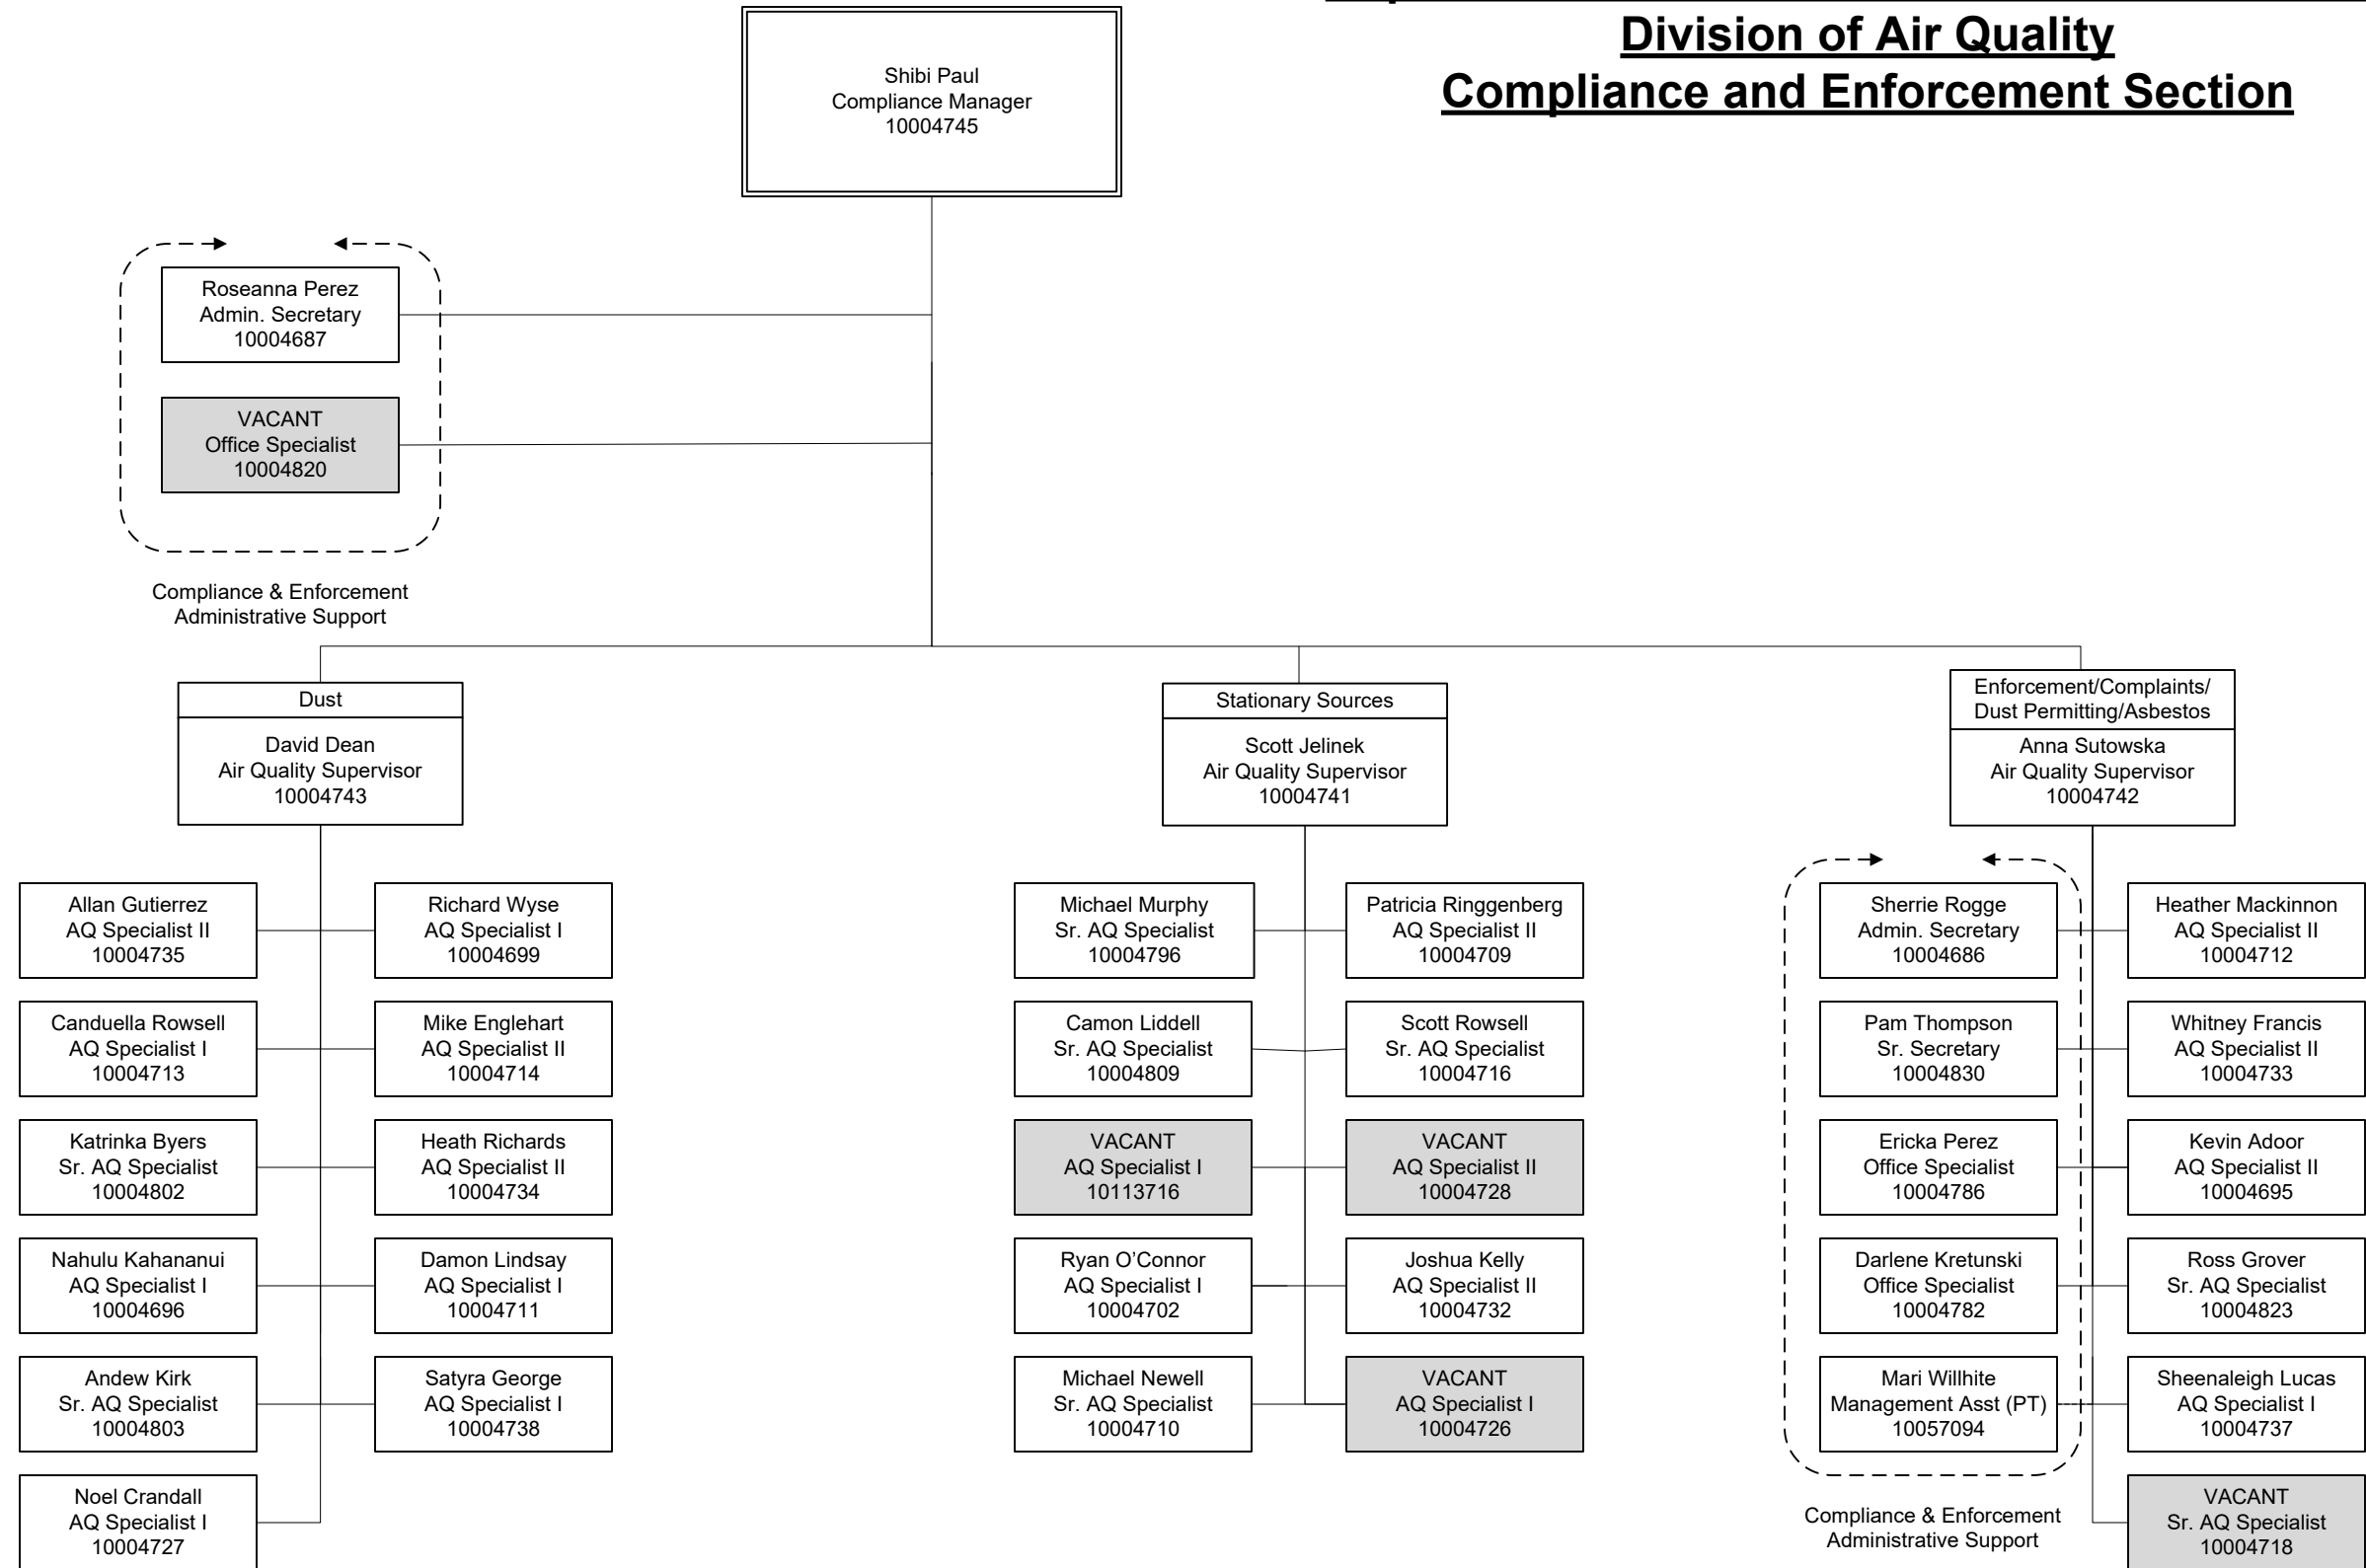 Division of Air Quality
Compliance and Enforcement Section
Shibi Paul
Compliance Manager
10004745
Roseanna Perez
Admin. Secretary
10004687
VACANT
Office Specialist
10004820
Compliance & Enforcement
Administrative Support
Dust
David Dean
Air Quality Supervisor
10004743
Allan Gutierrez
AQ Specialist II
10004735
Richard Wyse
AQ Specialist I
10004699
Canduella Rowsell
AQ Specialist I
10004713
Mike Englehart
AQ Specialist II
10004714
Katrinka Byers
Sr. AQ Specialist
10004802
Heath Richards
AQ Specialist II
10004734
Nahulu Kahananui
AQ Specialist I
10004696
Damon Lindsay
AQ Specialist I
10004711
Andew Kirk
Sr. AQ Specialist
10004803
Satyra George
AQ Specialist I
10004738
Noel Crandall
AQ Specialist I
10004727
Stationary Sources
Scott Jelinek
Air Quality Supervisor
10004741
Michael Murphy
Sr. AQ Specialist
10004796
Patricia Ringgenberg
AQ Specialist II
10004709
Camon Liddell
Sr. AQ Specialist
10004809
Scott Rowsell
Sr. AQ Specialist
10004716
VACANT
AQ Specialist I
10113716
VACANT
AQ Specialist II
10004728
Ryan O’Connor
AQ Specialist I
10004702
Joshua Kelly
AQ Specialist II
10004732
Michael Newell
Sr. AQ Specialist
10004710
VACANT
AQ Specialist I
10004726
Enforcement/Complaints/
Dust Permitting/Asbestos
Anna Sutowska
Air Quality Supervisor
10004742
Sherrie Rogge
Admin. Secretary
10004686
Heather Mackinnon
AQ Specialist II
10004712
Pam Thompson
Sr. Secretary
10004830
Whitney Francis
AQ Specialist II
10004733
Ericka Perez
Office Specialist
10004786
Kevin Adoor
AQ Specialist II
10004695
Darlene Kretunski
Office Specialist
10004782
Ross Grover
Sr. AQ Specialist
10004823
Mari Willhite
Management Asst (PT)
10057094
Sheenaleigh Lucas
AQ Specialist I
10004737
Compliance & Enforcement
Administrative Support
VACANT
Sr. AQ Specialist
10004718